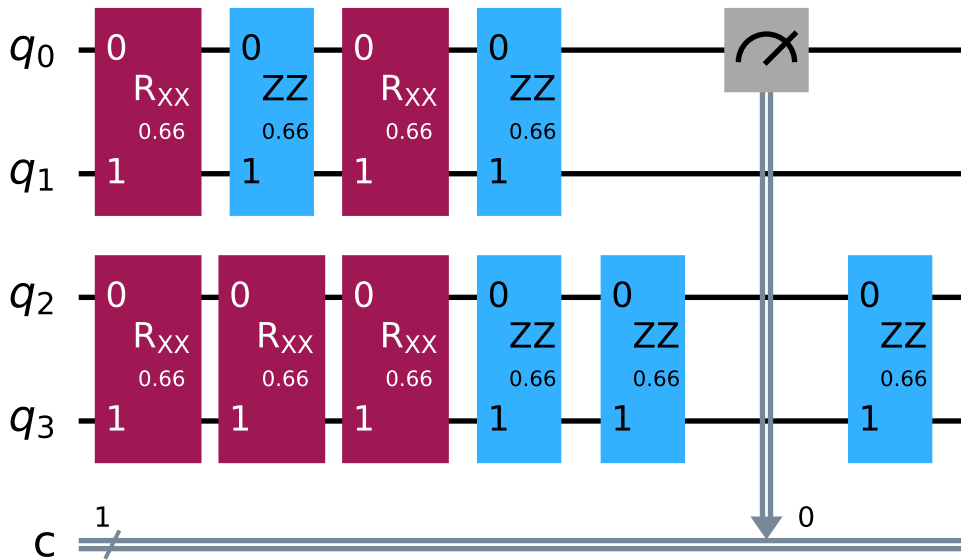 q0 0 0 0 0
RXX ZZ RXX ZZ
0.66 0.66 0.66 0.66
q1 1 1 1 1
q2 0 0 0 0 0 0
RXX RXX RXX ZZ ZZ ZZ
0.66 0.66 0.66 0.66 0.66 0.66
q3 1 1 1 1 1 1
1 0
c